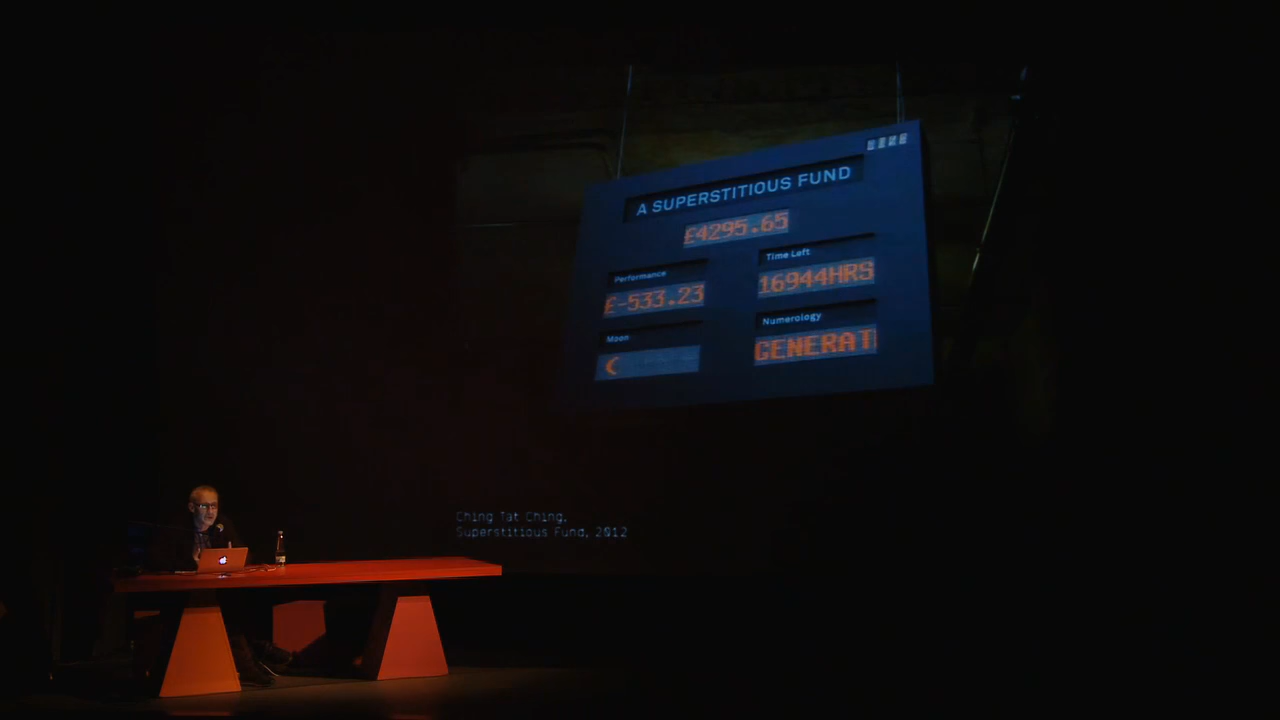 A SUPERSTITIOUS FUND
£4295.65
Performance
£-533.23
Time Left
16944HRS
Moon
Numerology
GENERAT
Ching Tat Ching,
Superstitious Fund, 2012